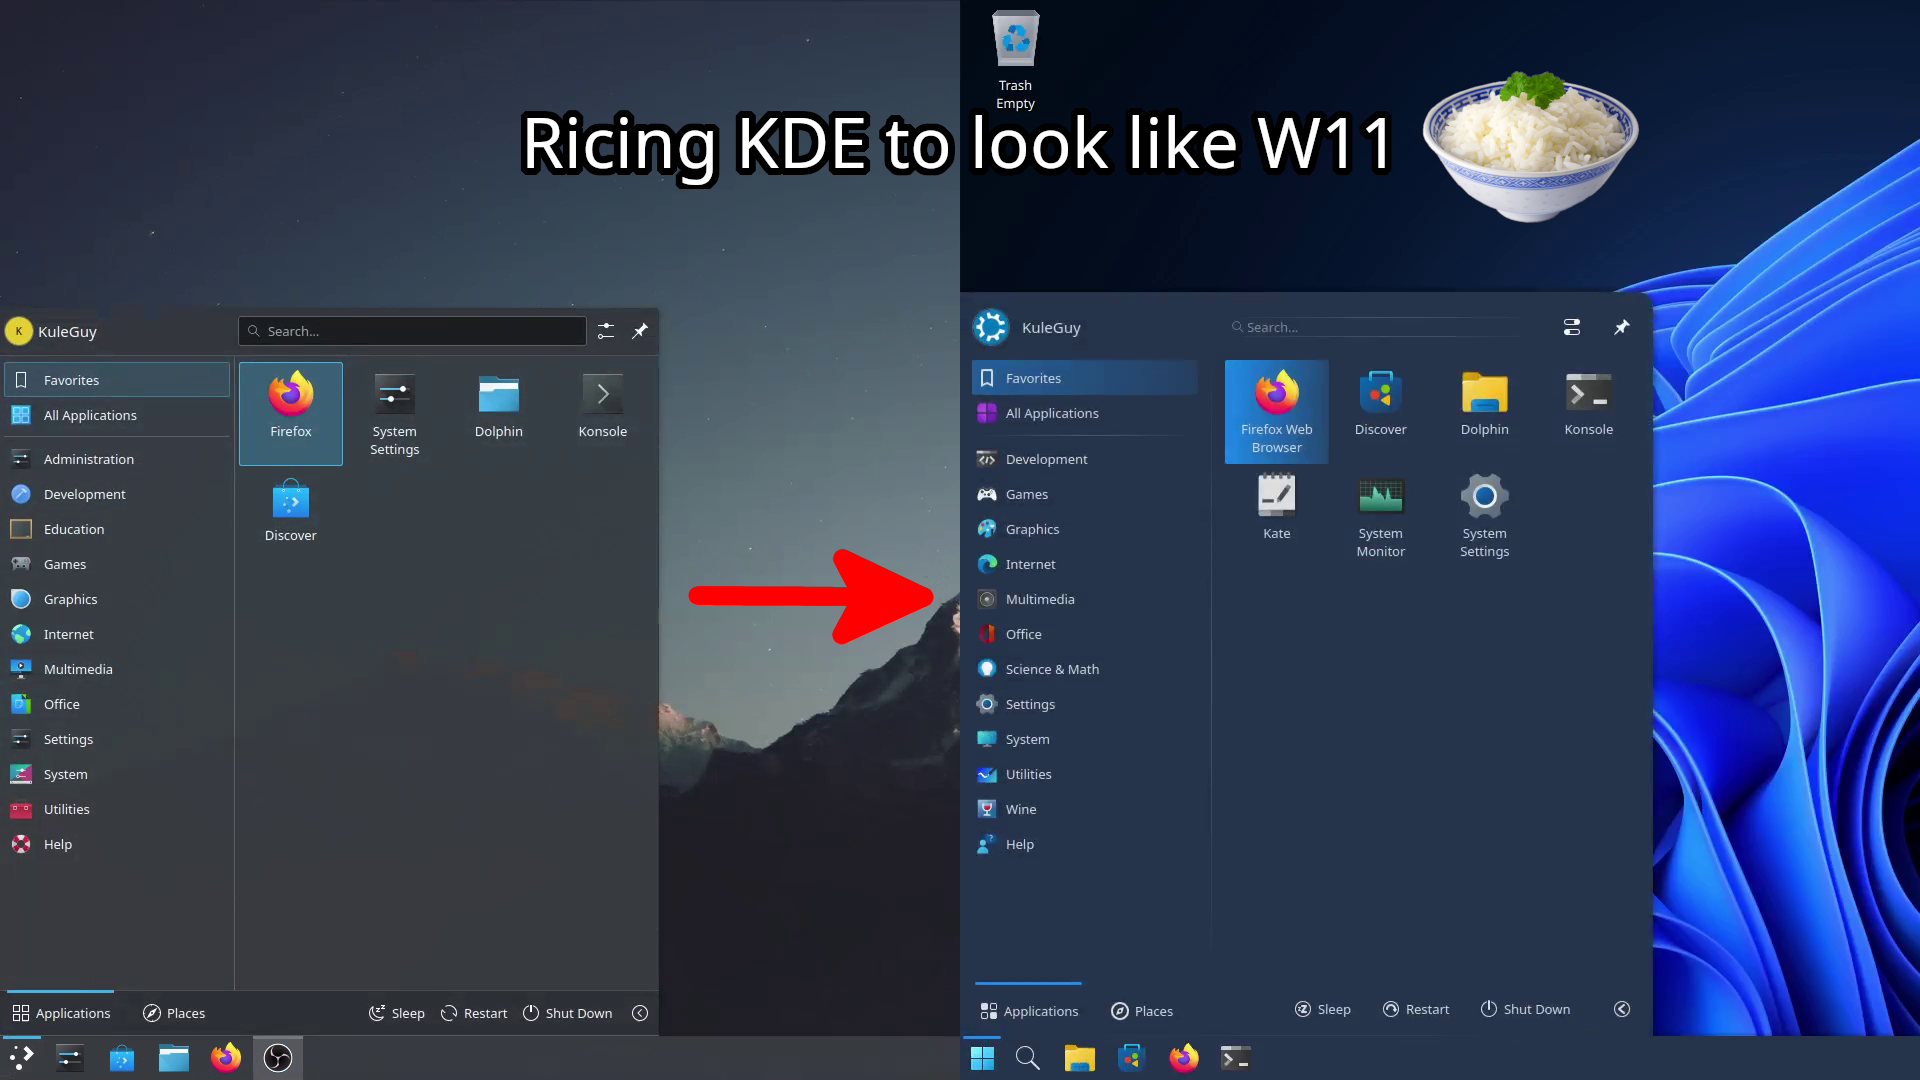 Trash
Empty
Ricing KDE to look like W11
K
KuleGuy
Search...
Favorites
All Applications
Administration
Development
Education
Games
Graphics
Internet
Multimedia
Office
Settings
System
Utilities
Help
Firefox
System
Settings
Dolphin
Konsole
Discover
Applications
Places
Sleep
Restart
Shut Down
KuleGuy
Search...
Favorites
All Applications
Development
Games
Graphics
Internet
Multimedia
Office
Science & Math
Settings
System
Utilities
Wine
Help
Firefox Web
Browser
Discover
Dolphin
Konsole
Kate
System
Monitor
System
Settings
Applications
Places
Sleep
Restart
Shut Down